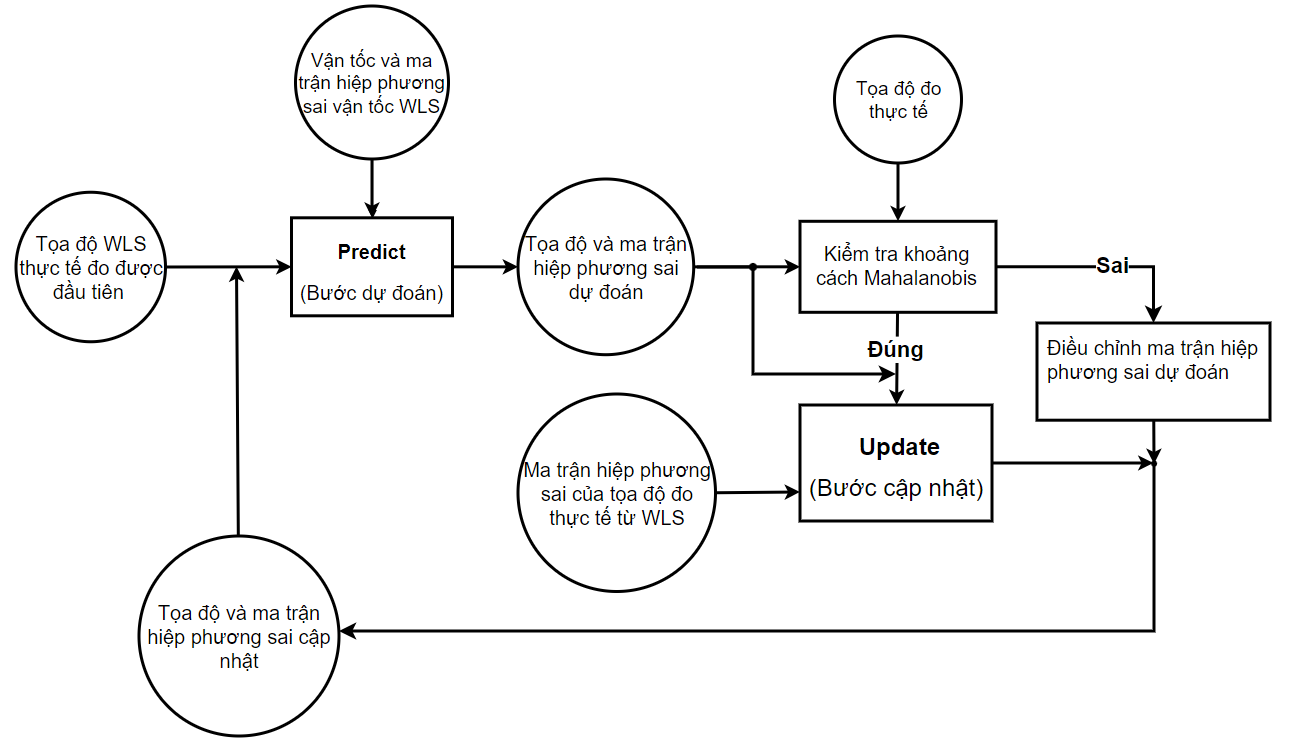 Vận tốc và ma
trận hiệp phương
sai vận tốc WLS
Tọa độ đo
thực tế
Tọa độ WLS
thực tế đo được
đầu tiên
Predict
(Bước dự đoán)
Tọa độ và ma trận
hiệp phương sai
dự đoán
Kiểm tra khoảng
cách Mahalanobis
Sai
Đúng
Điều chỉnh ma trận hiệp
phương sai dự đoán
Ma trận hiệp phương
sai của tọa độ đo
thực tế từ WLS
Update
(Bước cập nhật)
Tọa độ và ma trận
hiệp phương sai cập
nhật